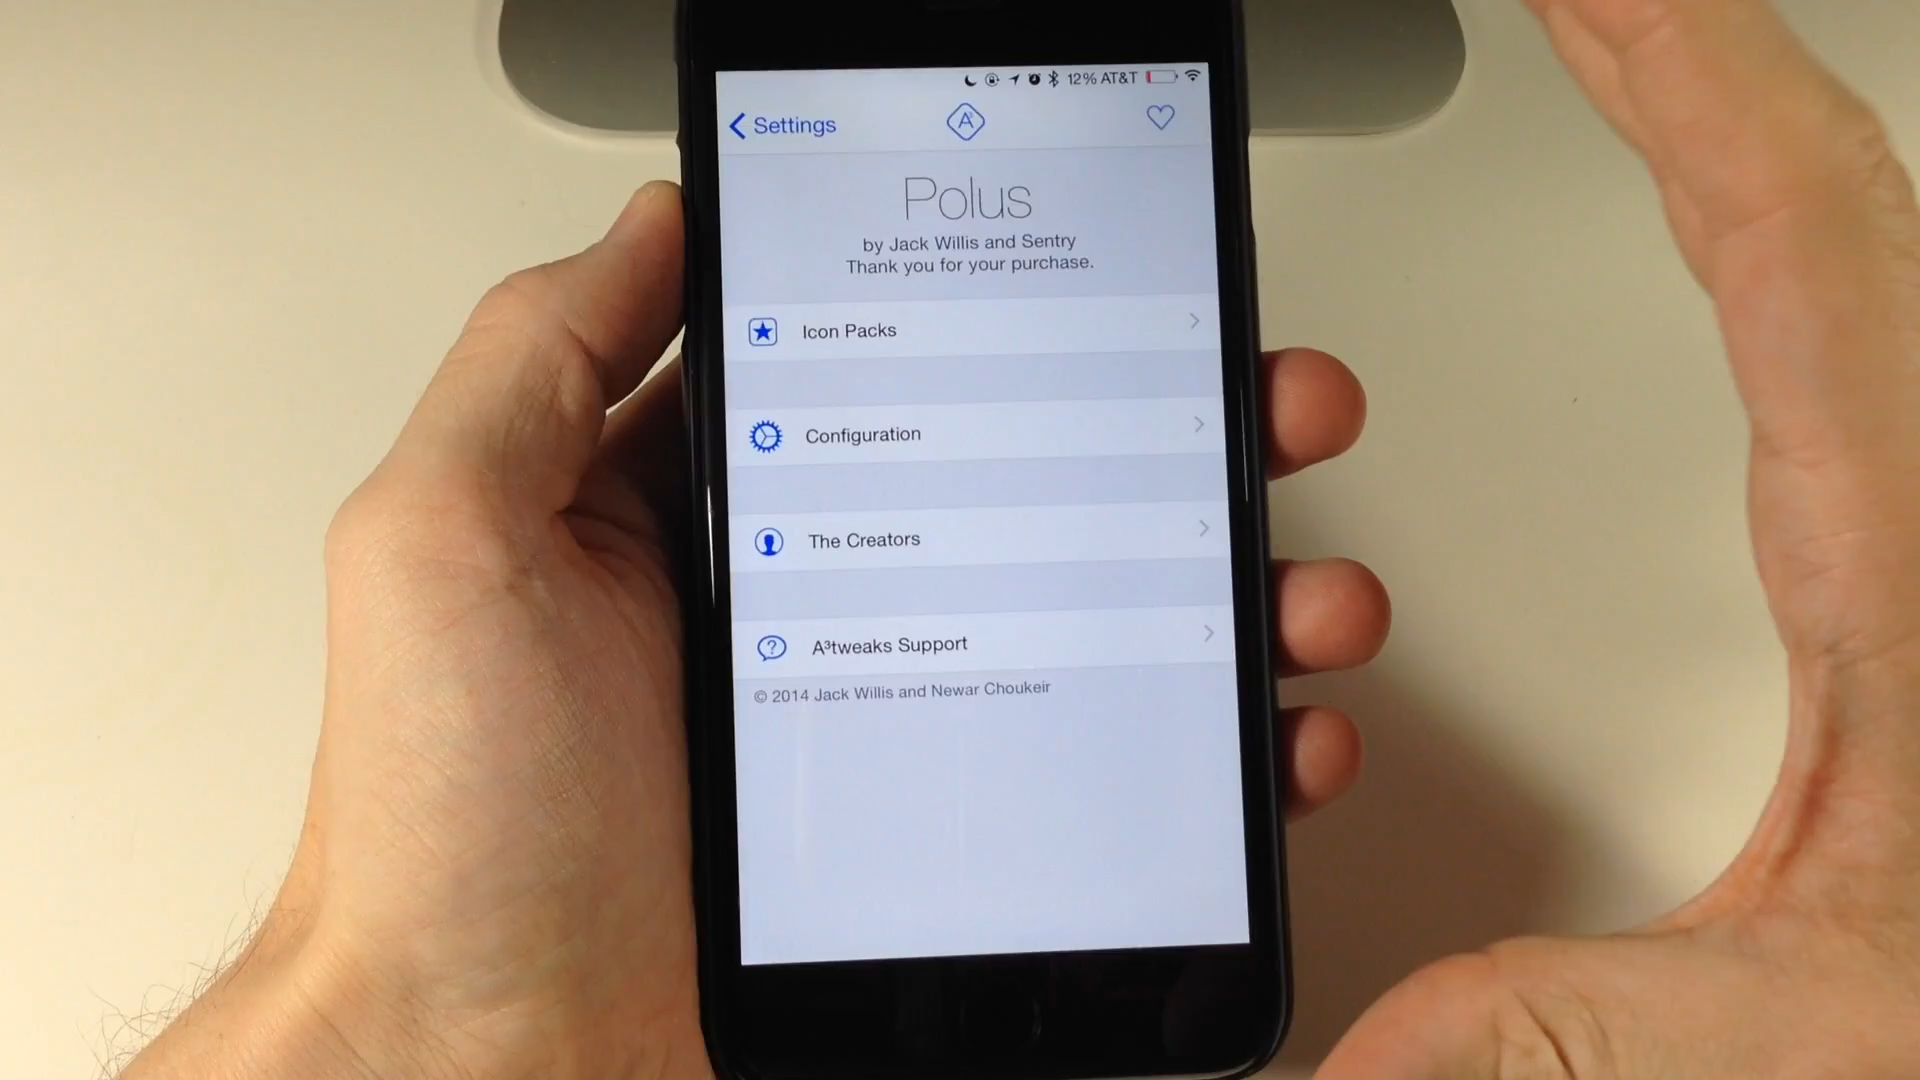 12% AT&T
Settings
A³
Polus
by Jack Willis and Sentry
Thank you for your purchase.
Icon Packs
Configuration
The Creators
A³tweaks Support
© 2014 Jack Willis and Newar Choukeir